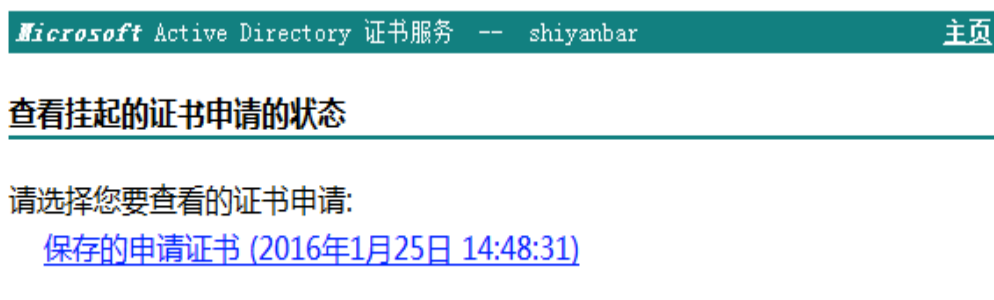 Microsoft Active Directory 证书服务 -- shiyanbar 主页
查看挂起的证书申请的状态
请选择您要查看的证书申请:
保存的申请证书 (2016年1月25日 14:48:31)